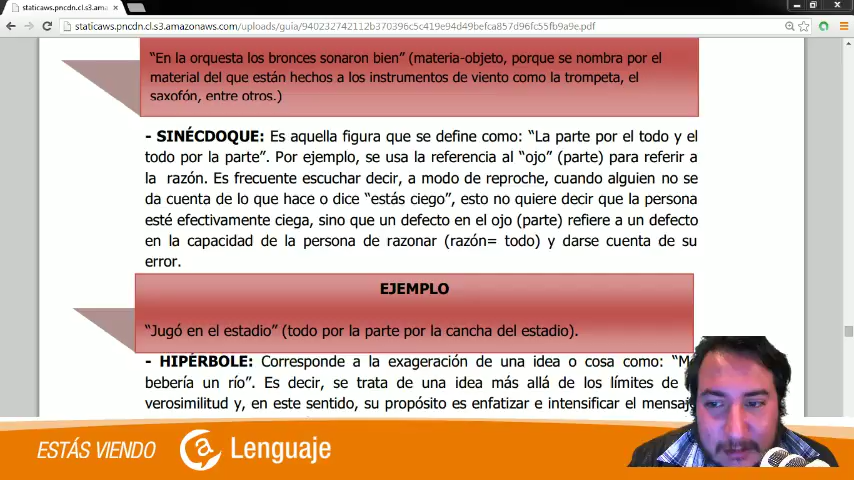 staticaws.pncdn.cl.s3.ama
staticaws.pncdn.cl.s3.amazonaws.com/uploads/guia/940232742112b370396c5c419e94d49befca857d96fc55fb9a9e.pdf
“En la orquesta los bronces sonaron bien” (materia-objeto, porque se nombra por el
material del que están hechos a los instrumentos de viento como la trompeta, el
saxofón, entre otros.)
- SINÉCDOQUE: Es aquella figura que se define como: “La parte por el todo y el
todo por la parte”. Por ejemplo, se usa la referencia al “ojo” (parte) para referir a
la razón. Es frecuente escuchar decir, a modo de reproche, cuando alguien no se
da cuenta de lo que hace o dice “estás ciego”, esto no quiere decir que la persona
esté efectivamente ciega, sino que un defecto en el ojo (parte) refiere a un defecto
en la capacidad de la persona de razonar (razón= todo) y darse cuenta de su
error.
EJEMPLO
“Jugó en el estadio” (todo por la parte por la cancha del estadio).
- HIPÉRBOLE: Corresponde a la exageración de una idea o cosa como: “M
bebería un río”. Es decir, se trata de una idea más allá de los límites de
verosimilitud y, en este sentido, su propósito es enfatizar e intensificar el mensaj
ESTÁS VIENDO
a Lenguaje